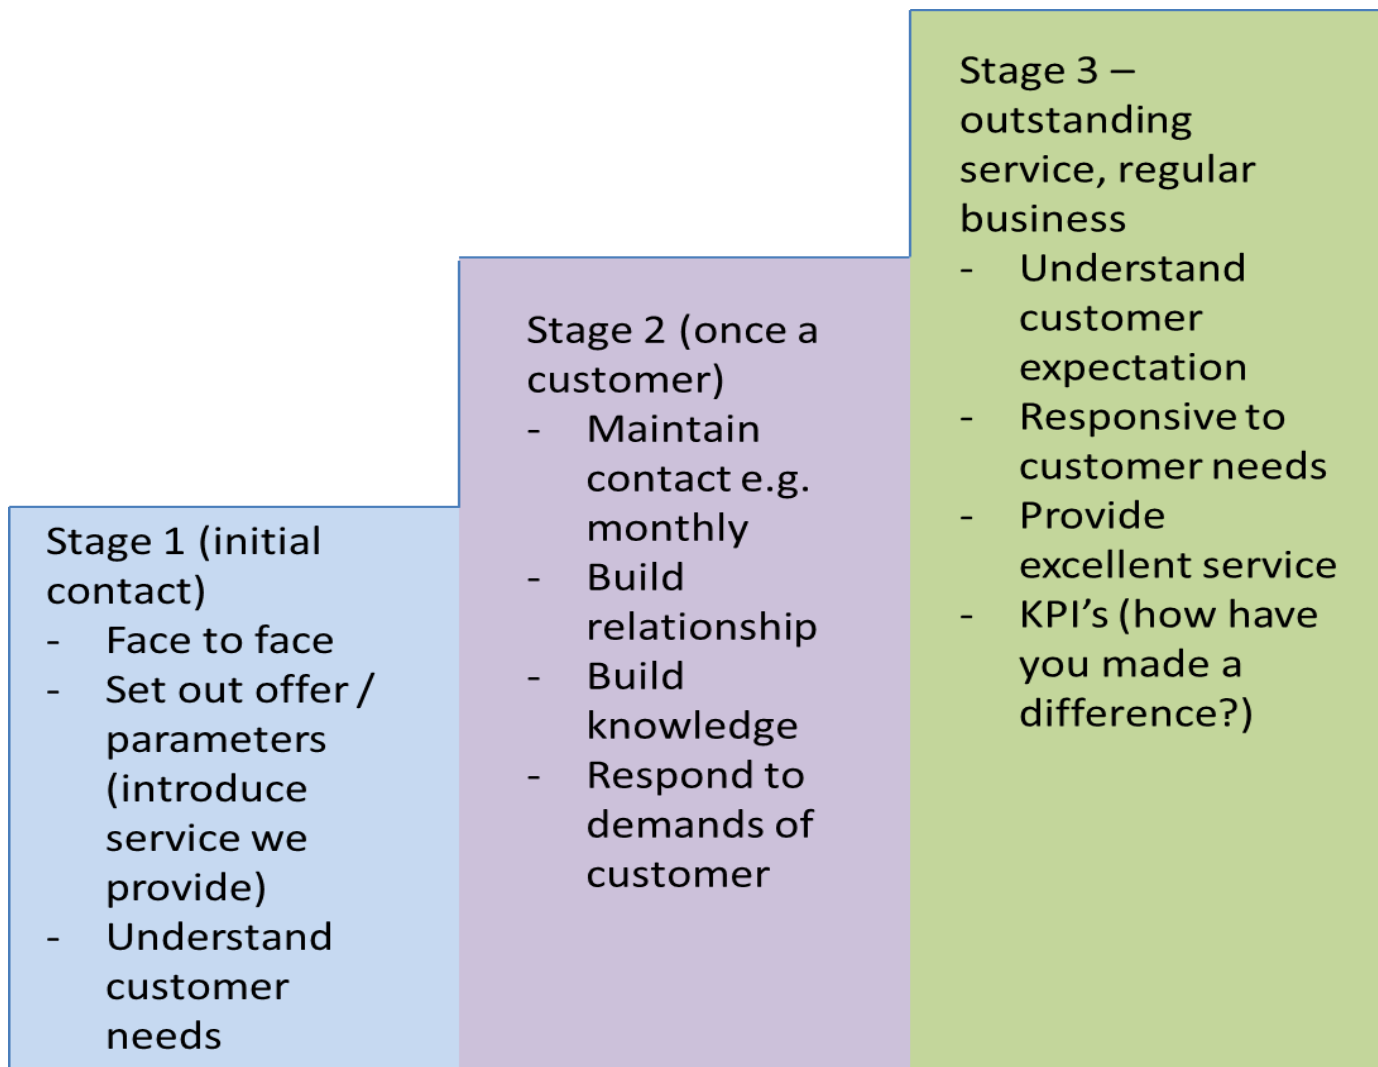 Stage 1 (initial
contact)
- Face to face
- Set out offer /
parameters
(introduce
service we
provide)
- Understand
customer
needs
Stage 2 (once a
customer)
- Maintain
contact e.g.
monthly
- Build
relationship
- Build
knowledge
- Respond to
demands of
customer
Stage 3 –
outstanding
service, regular
business
- Understand
customer
expectation
- Responsive to
customer needs
- Provide
excellent service
- KPI’s (how have
you made a
difference?)